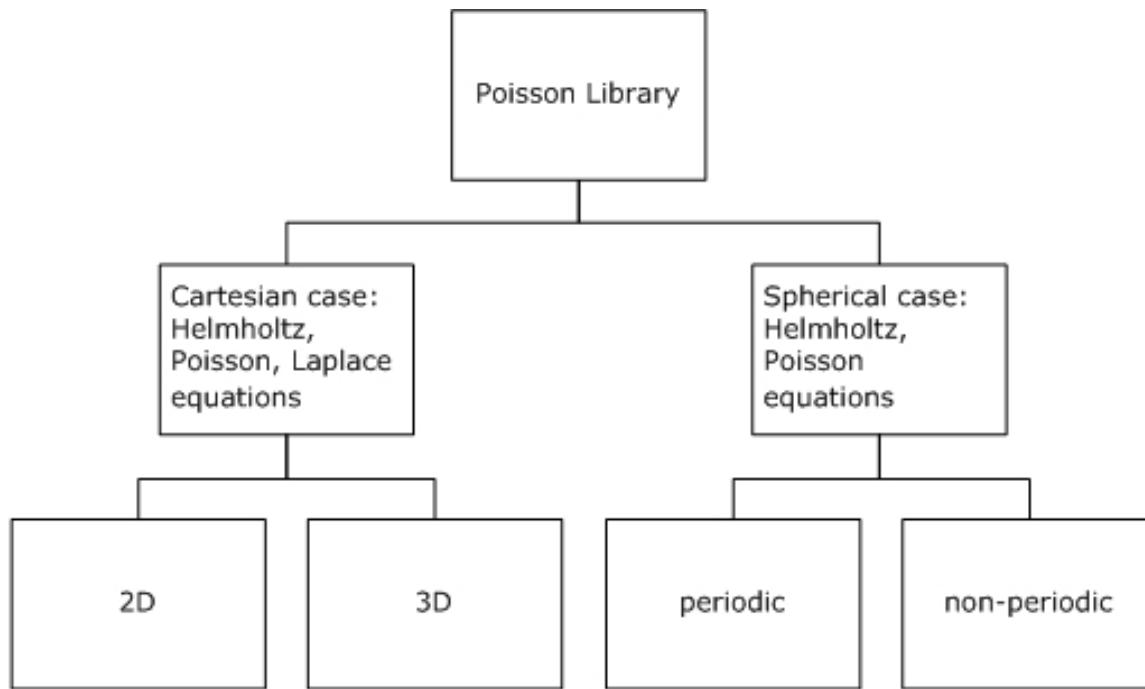 Poisson Library
Cartesian case:
Helmholtz,
Poisson, Laplace
equations
Spherical case:
Helmholtz,
Poisson
equations
2D
3D
periodic
non-periodic